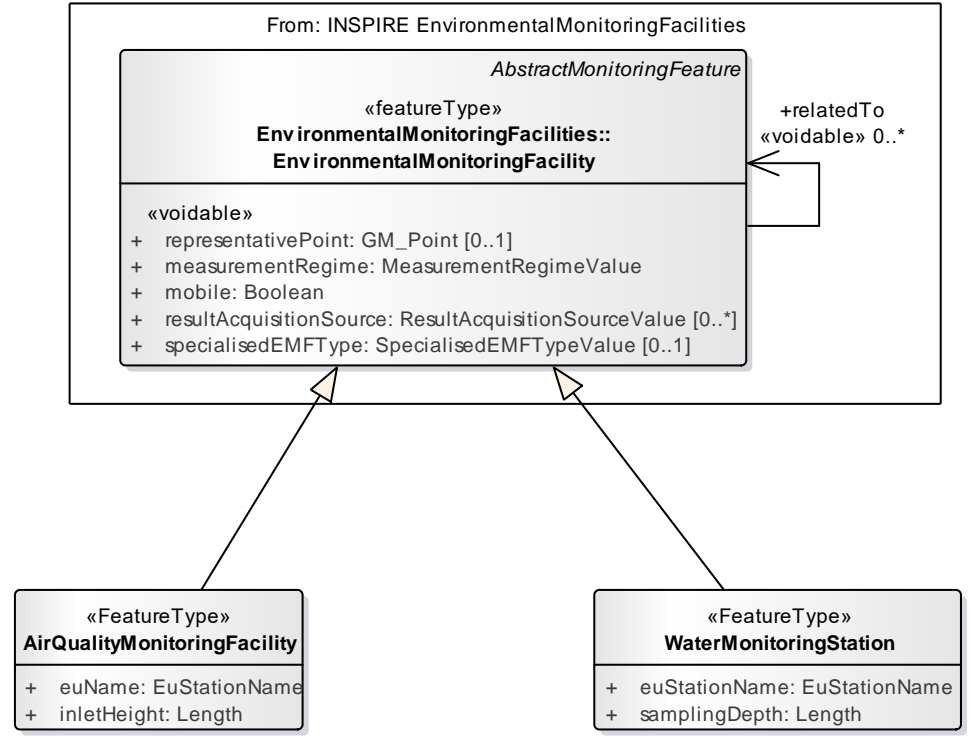 From: INSPIRE EnvironmentalMonitoringFacilities
AbstractMonitoringFeature
«featureType»
EnvironmentalMonitoringFacilities::
EnvironmentalMonitoringFacility
+relatedTo
«voidable» 0..*
«voidable»
+ representativePoint: GM_Point [0..1]
+ measurementRegime: MeasurementRegimeValue
+ mobile: Boolean
+ resultAcquisitionSource: ResultAcquisitionSourceValue [0..*]
+ specialisedEMFType: SpecialisedEMFTypeValue [0..1]
«FeatureType»
AirQualityMonitoringFacility
+ euName: EuStationName
+ inletHeight: Length
«FeatureType»
WaterMonitoringStation
+ euStationName: EuStationName
+ samplingDepth: Length